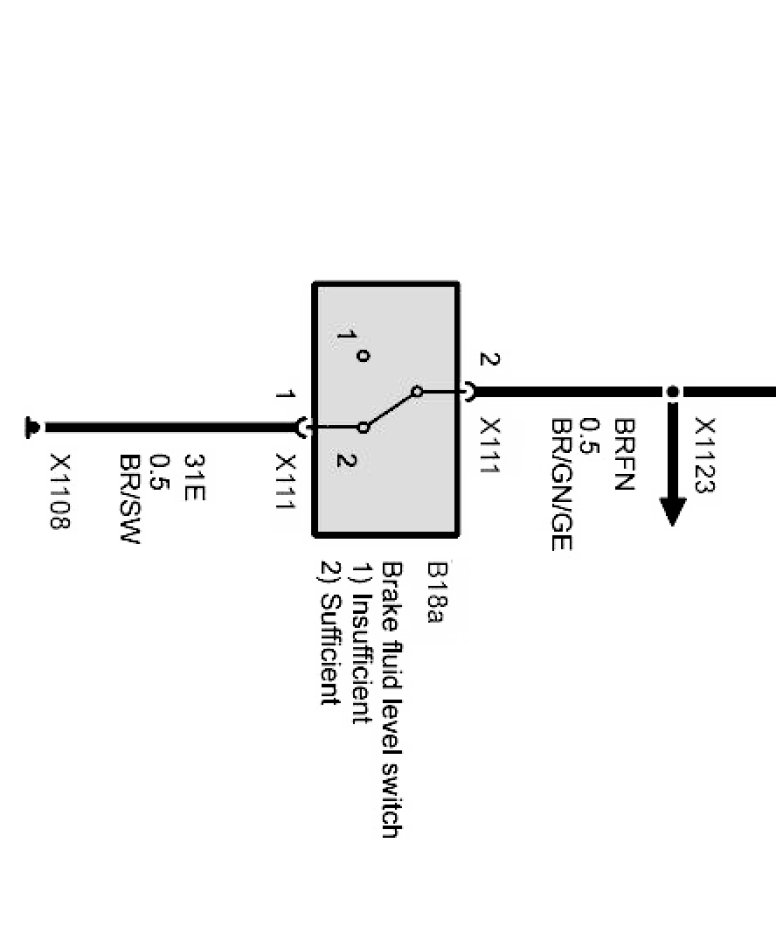 X1123
BRFN
0.5
BR/GN/GE
2
X111
B18a
Brake fluid level switch
1) Insufficient
2) Sufficient
1
2
1
X111
31E
0.5
BR/SW
X1108